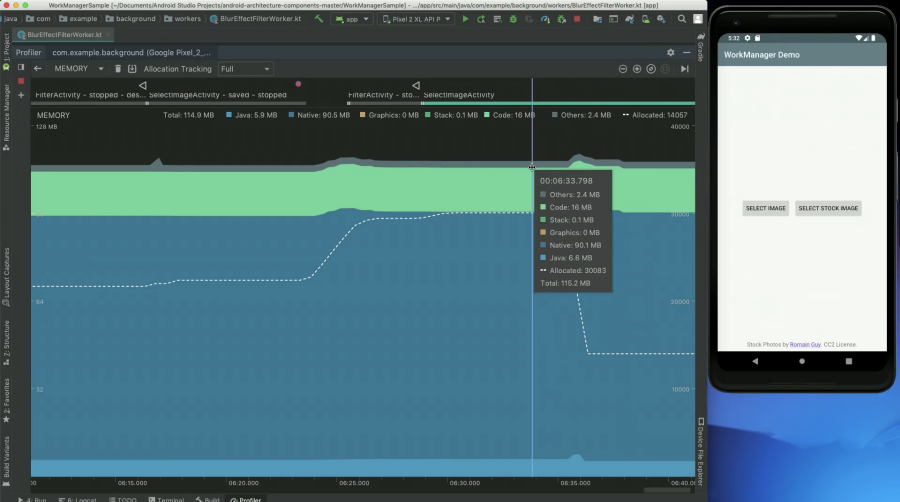 WorkManagerSample [~/Documents/Android Studio Projects/android-architecture-components-master/WorkManagerSample] - .../app/src/main/java/com/example/background/workers/BlurEffectFilterWorker.kt [app]
java com example background workers BlurEffectFilterWorker.kt app Pixel 2 XL API P
BlurEffectFilterWorker.kt
Profiler com.example.background (Google Pixel_2_...
MEMORY Allocation Tracking Full
FilterActivity - stopped - des... SelectImageActivity - saved - stopped FilterActivity - sto... SelectImageActivity
MEMORY Total: 114.9 MB Java: 5.9 MB Native: 90.5 MB Graphics: 0 MB Stack: 0.1 MB Code: 16 MB Others: 2.4 MB Allocated: 14057
128 MB 40000
00:06:33.798
Others: 2.4 MB
Code: 16 MB
Stack: 0.1 MB
Graphics: 0 MB
Native: 90.1 MB
Java: 6.6 MB
Allocated: 30083
Total: 115.2 MB
30000
64 20000
32 10000
06:15.000 06:20.000 06:25.000 06:30.000 06:35.000 06:40.0
4: Run 6: Logcat TODO Terminal Build Profiler
1: Project
Resource Manager
Layout Captures
Z: Structure
2: Favorites
Build Variants
Gradle
Device File Explorer
5:32
WorkManager Demo
SELECT IMAGE SELECT STOCK IMAGE
Stock Photos by Romain Guy. CC2 License.